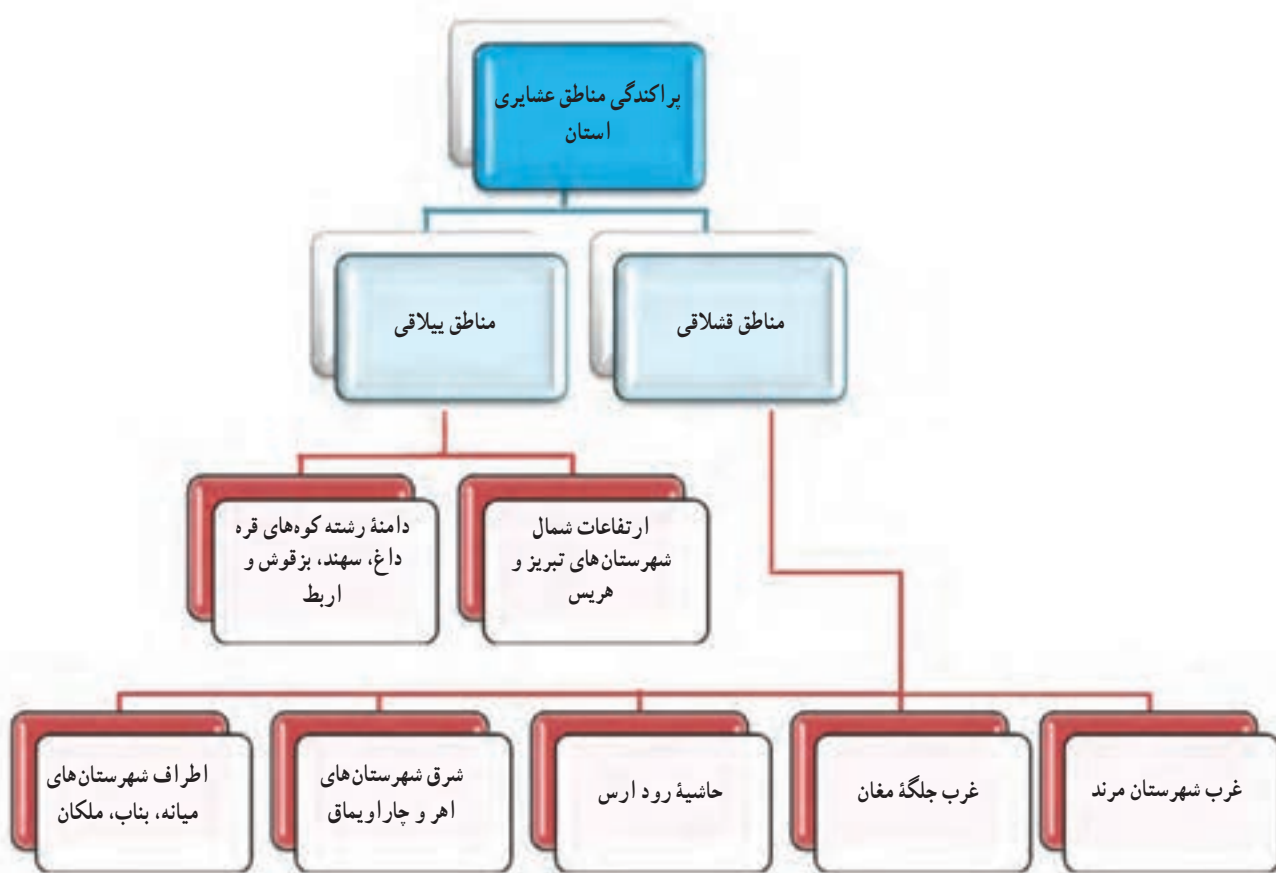 پراکندگی مناطق عشایری
استان
مناطق قشلاقی
مناطق ییلاقی
ارتفاعات شمال
شهرستان‌های تبریز و
هریس
دامنهٔ رشته کوه‌های قره
داغ، سهند، بزقوش و
اربط
غرب شهرستان مرند
غرب جلگهٔ مغان
حاشیهٔ رود ارس
شرق شهرستان‌های
اهر و چاراویماق
اطراف شهرستان‌های
میانه، بناب، ملکان